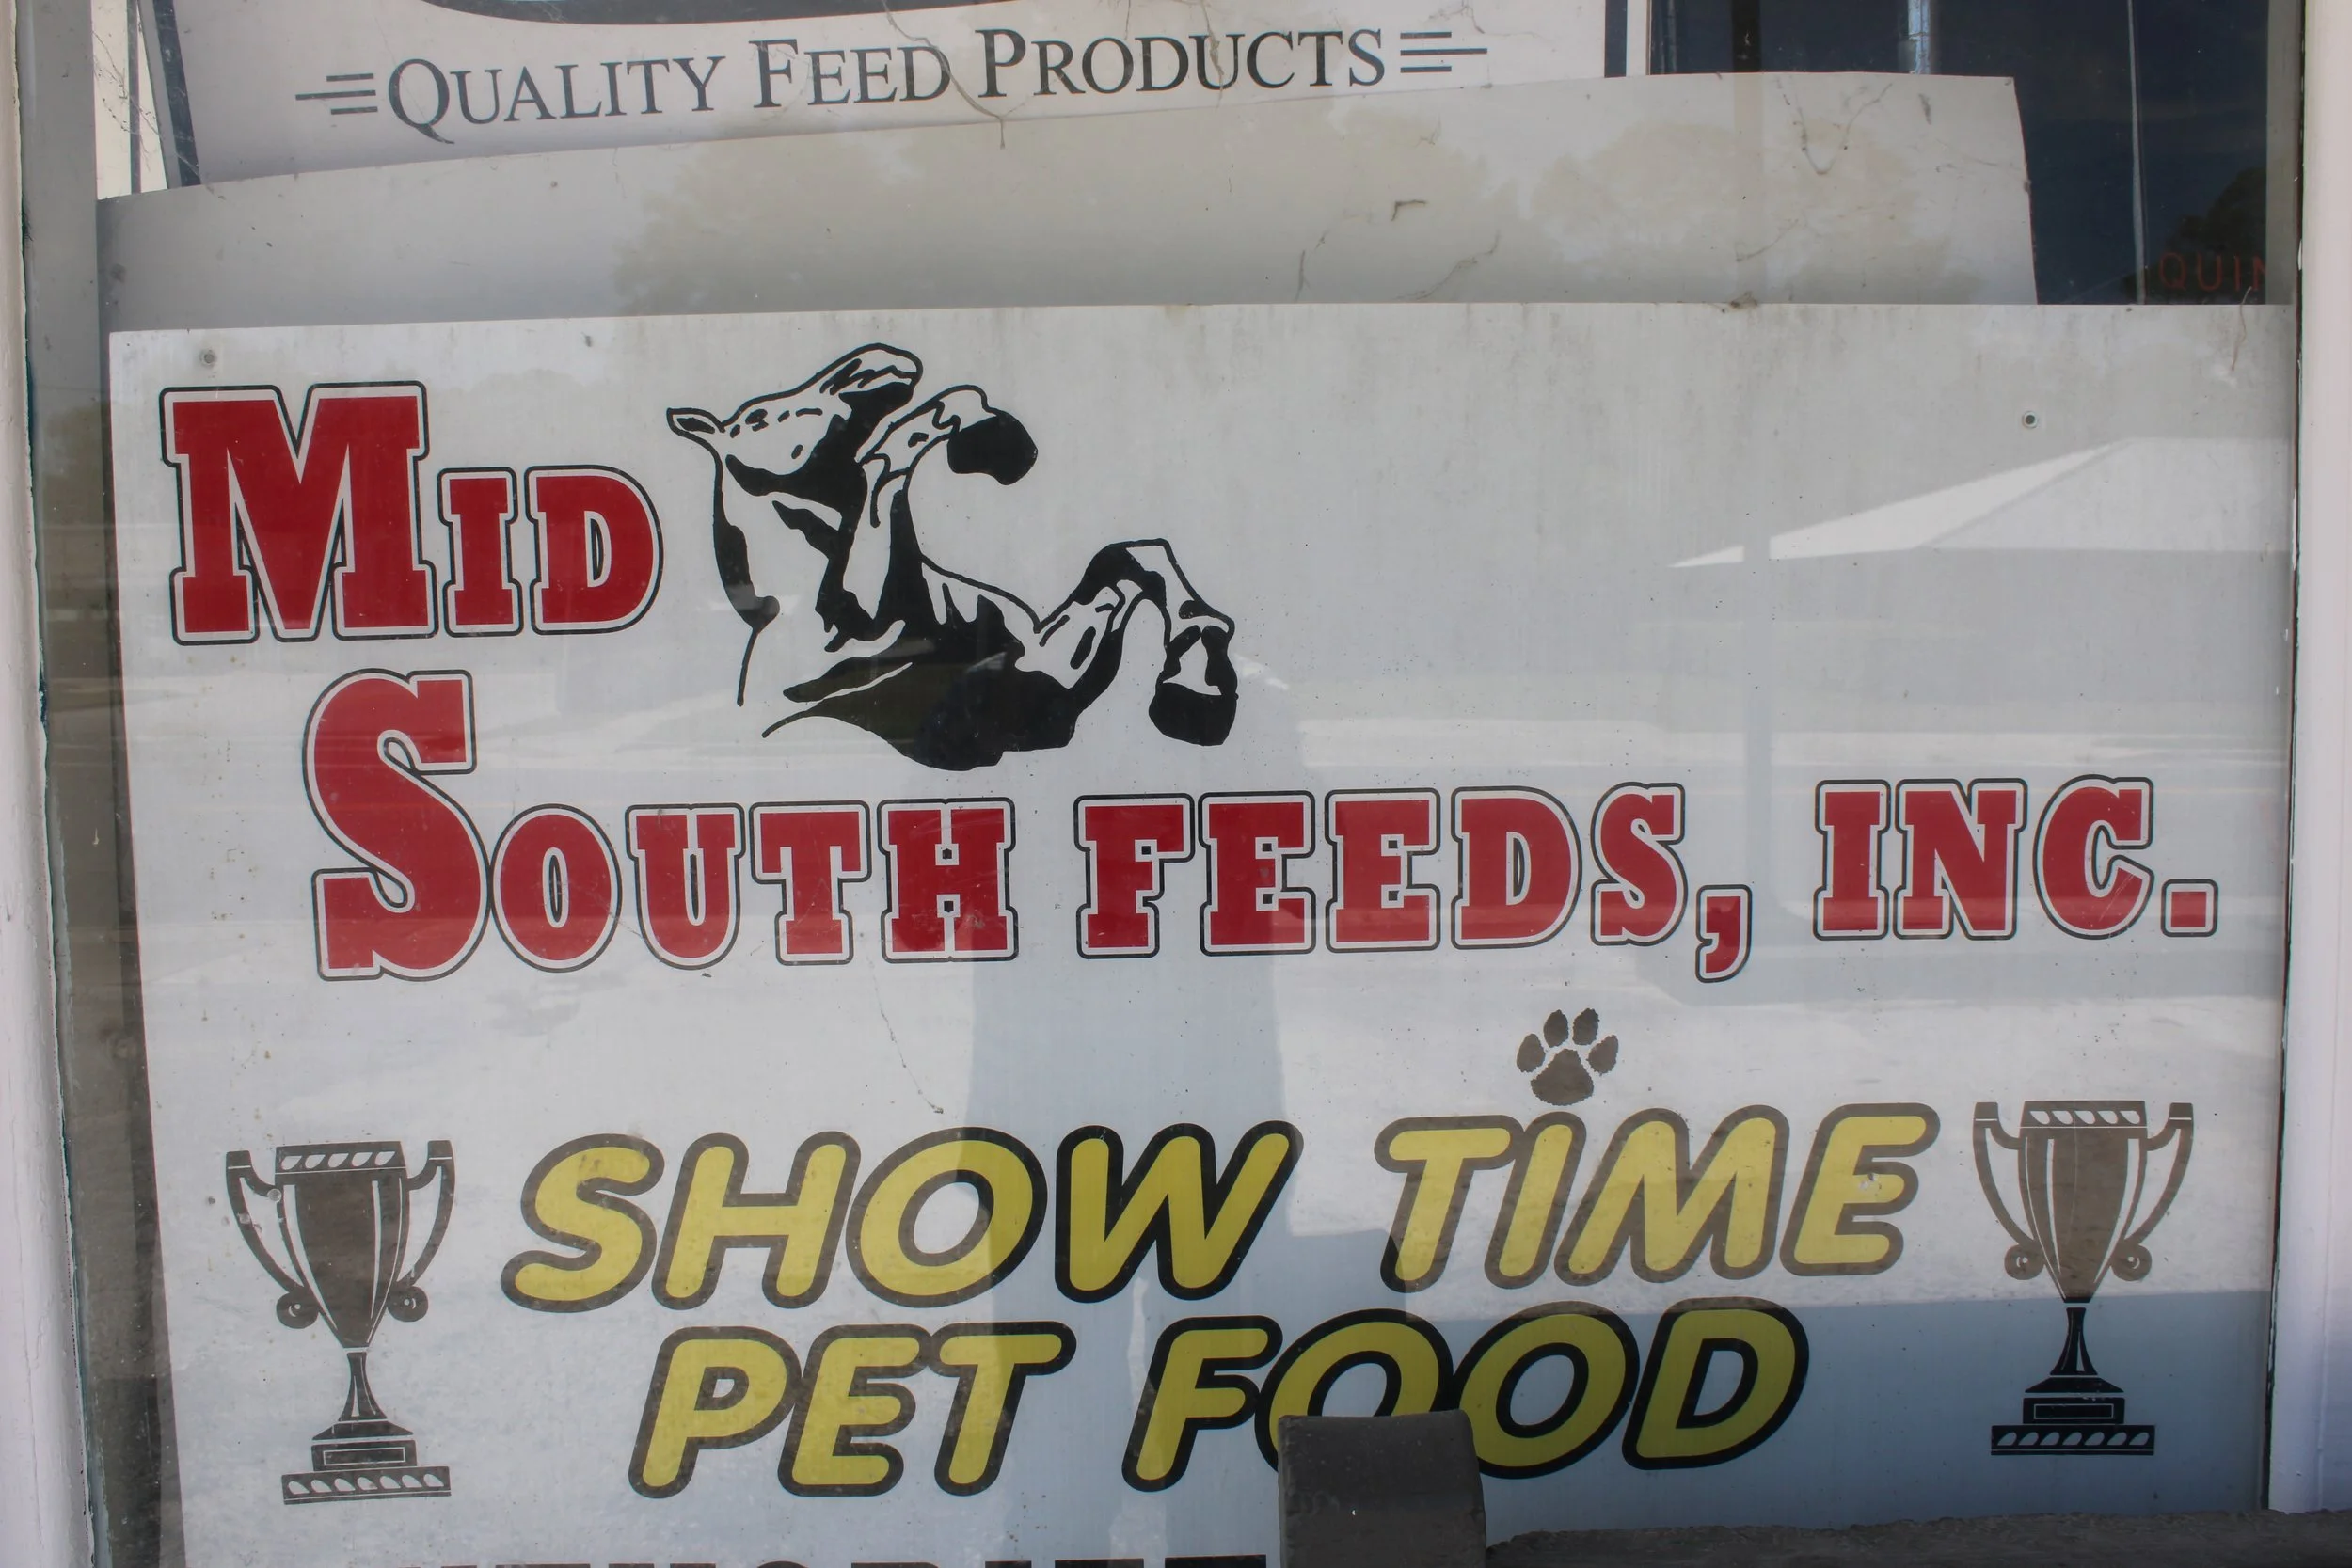 QUALITY FEED PRODUCTS
MID
SOUTH FEEDS, INC.
SHOW TIME
PET FOOD